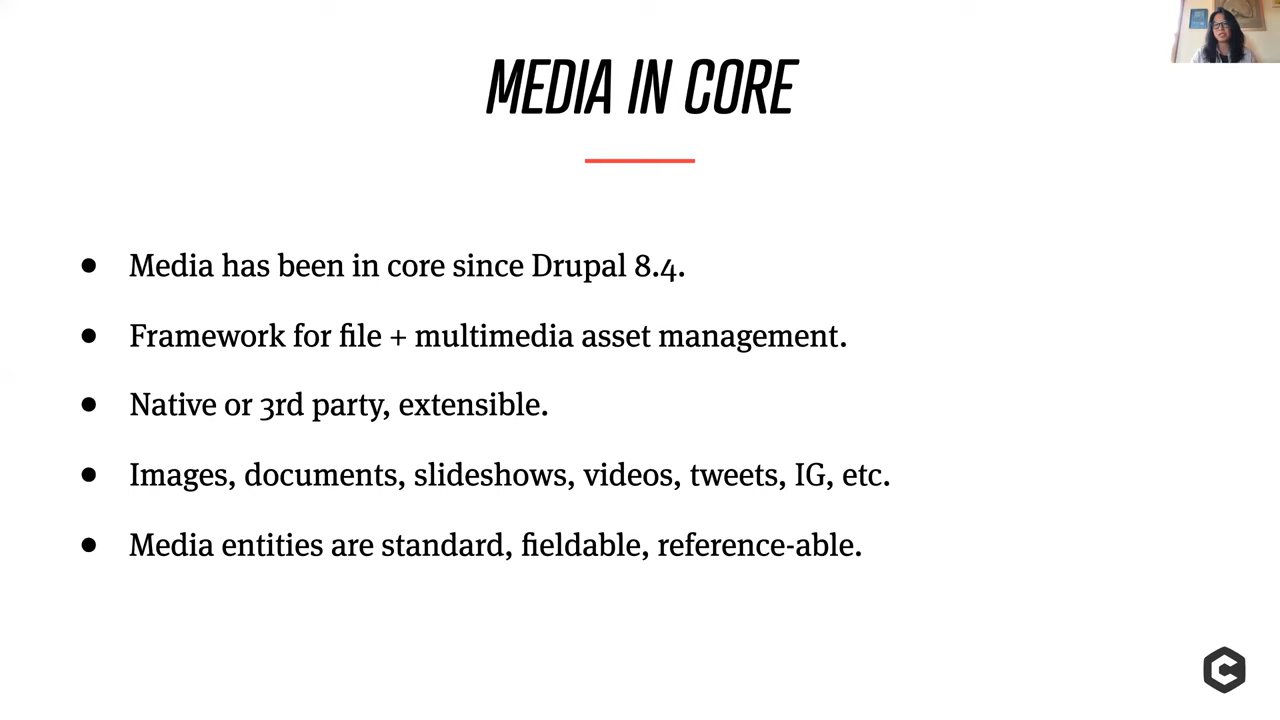 MEDIA IN CORE
● Media has been in core since Drupal 8.4.
● Framework for file + multimedia asset management.
● Native or 3rd party, extensible.
● Images, documents, slideshows, videos, tweets, IG, etc.
● Media entities are standard, fieldable, reference-able.